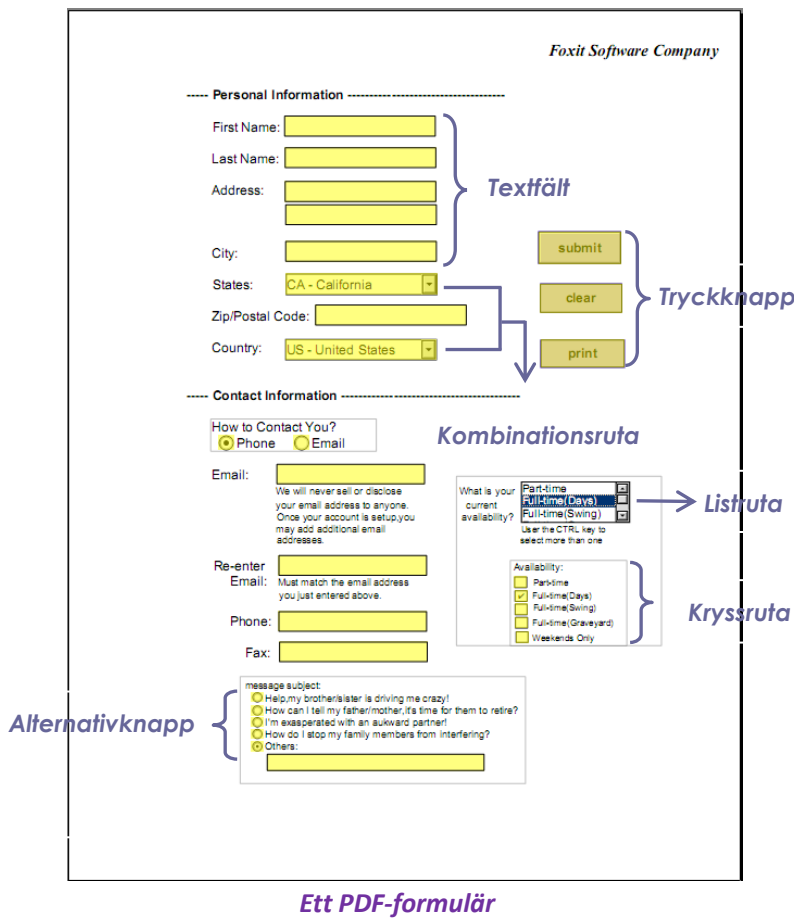 Foxit Software Company
----- Personal Information -----------------------------------
First Name:
Last Name:
Address:
Textfält
City:
submit
States: CA - California
clear
Tryckknapp
Zip/Postal Code:
Country: US - United States
print
----- Contact Information ----------------------------------------
How to Contact You?
Phone Email
Kombinationsruta
Email:
We will never sell or disclose
your email address to anyone.
Once your account is setup,you
may add additional email
addresses.
What is your
current
availability?
Part-time
Full-time(Days)
Full-time(Swing)
User the CTRL key to
select more than one
Listruta
Re-enter
Email:
Must match the email address
you just entered above.
Availability:
Part-time
Full-time(Days)
Full-time(Swing)
Full-time(Graveyard)
Weekends Only
Kryssruta
Phone:
Fax:
message subject:
Help,my brother/sister is driving me crazy!
How can I tell my father/mother,it's time for them to retire?
I'm exasperated with an aukward partner!
How do I stop my family members from interfering?
Others:
Alternativknapp
Ett PDF-formulär